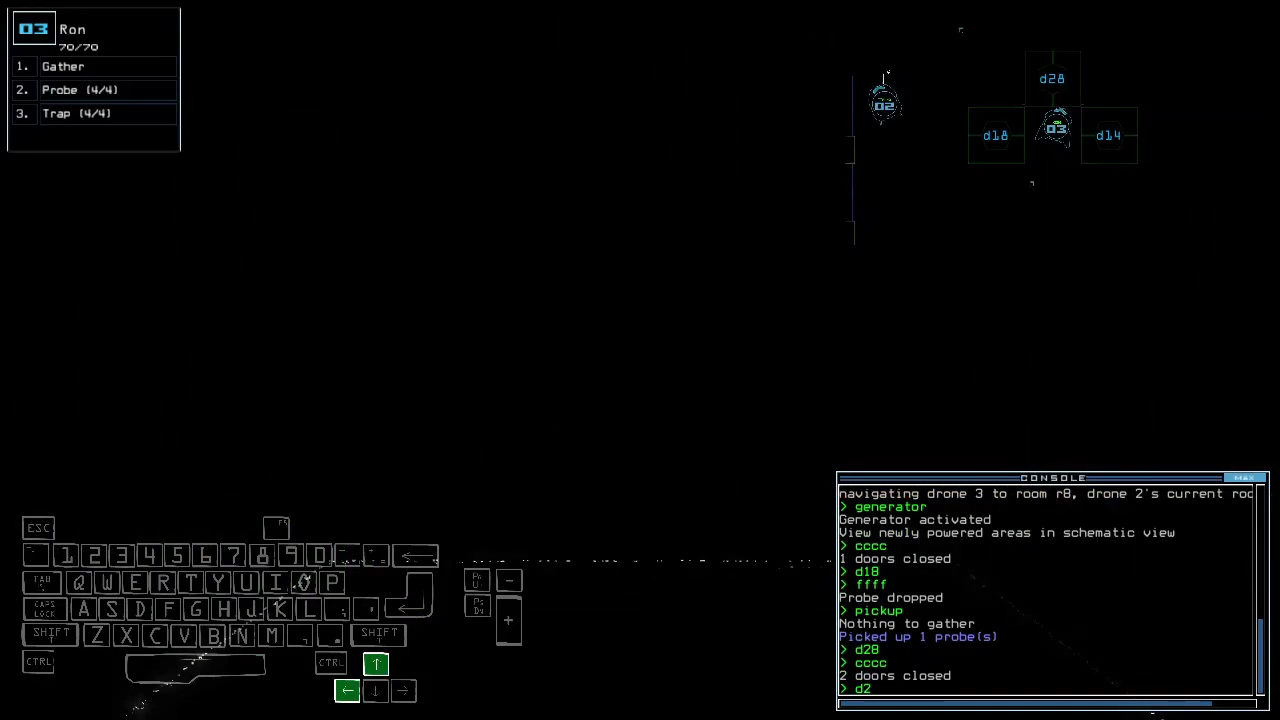 03 Ron
70/70
1. Gather
2. Probe (4/4)
3. Trap (4/4)
d28
02
03
d18
d14
CONSOLE
MAX
navigating drone 3 to room r8, drone 2's current roo
> generator
Generator activated
View newly powered areas in schematic view
> cccc
1 doors closed
> d18
> ffff
Probe dropped
> pickup
Nothing to gather
Picked up 1 probe(s)
> d28
> cccc
2 doors closed
> d2
ESC
1 2 3 4 5 6 7 8 9 0
TAB Q W E R T Y U I O P
CAPS LOCK A S D F G H J K L ; '
SHIFT Z X C V B N M , . SHIFT
CTRL CTRL
- 
+